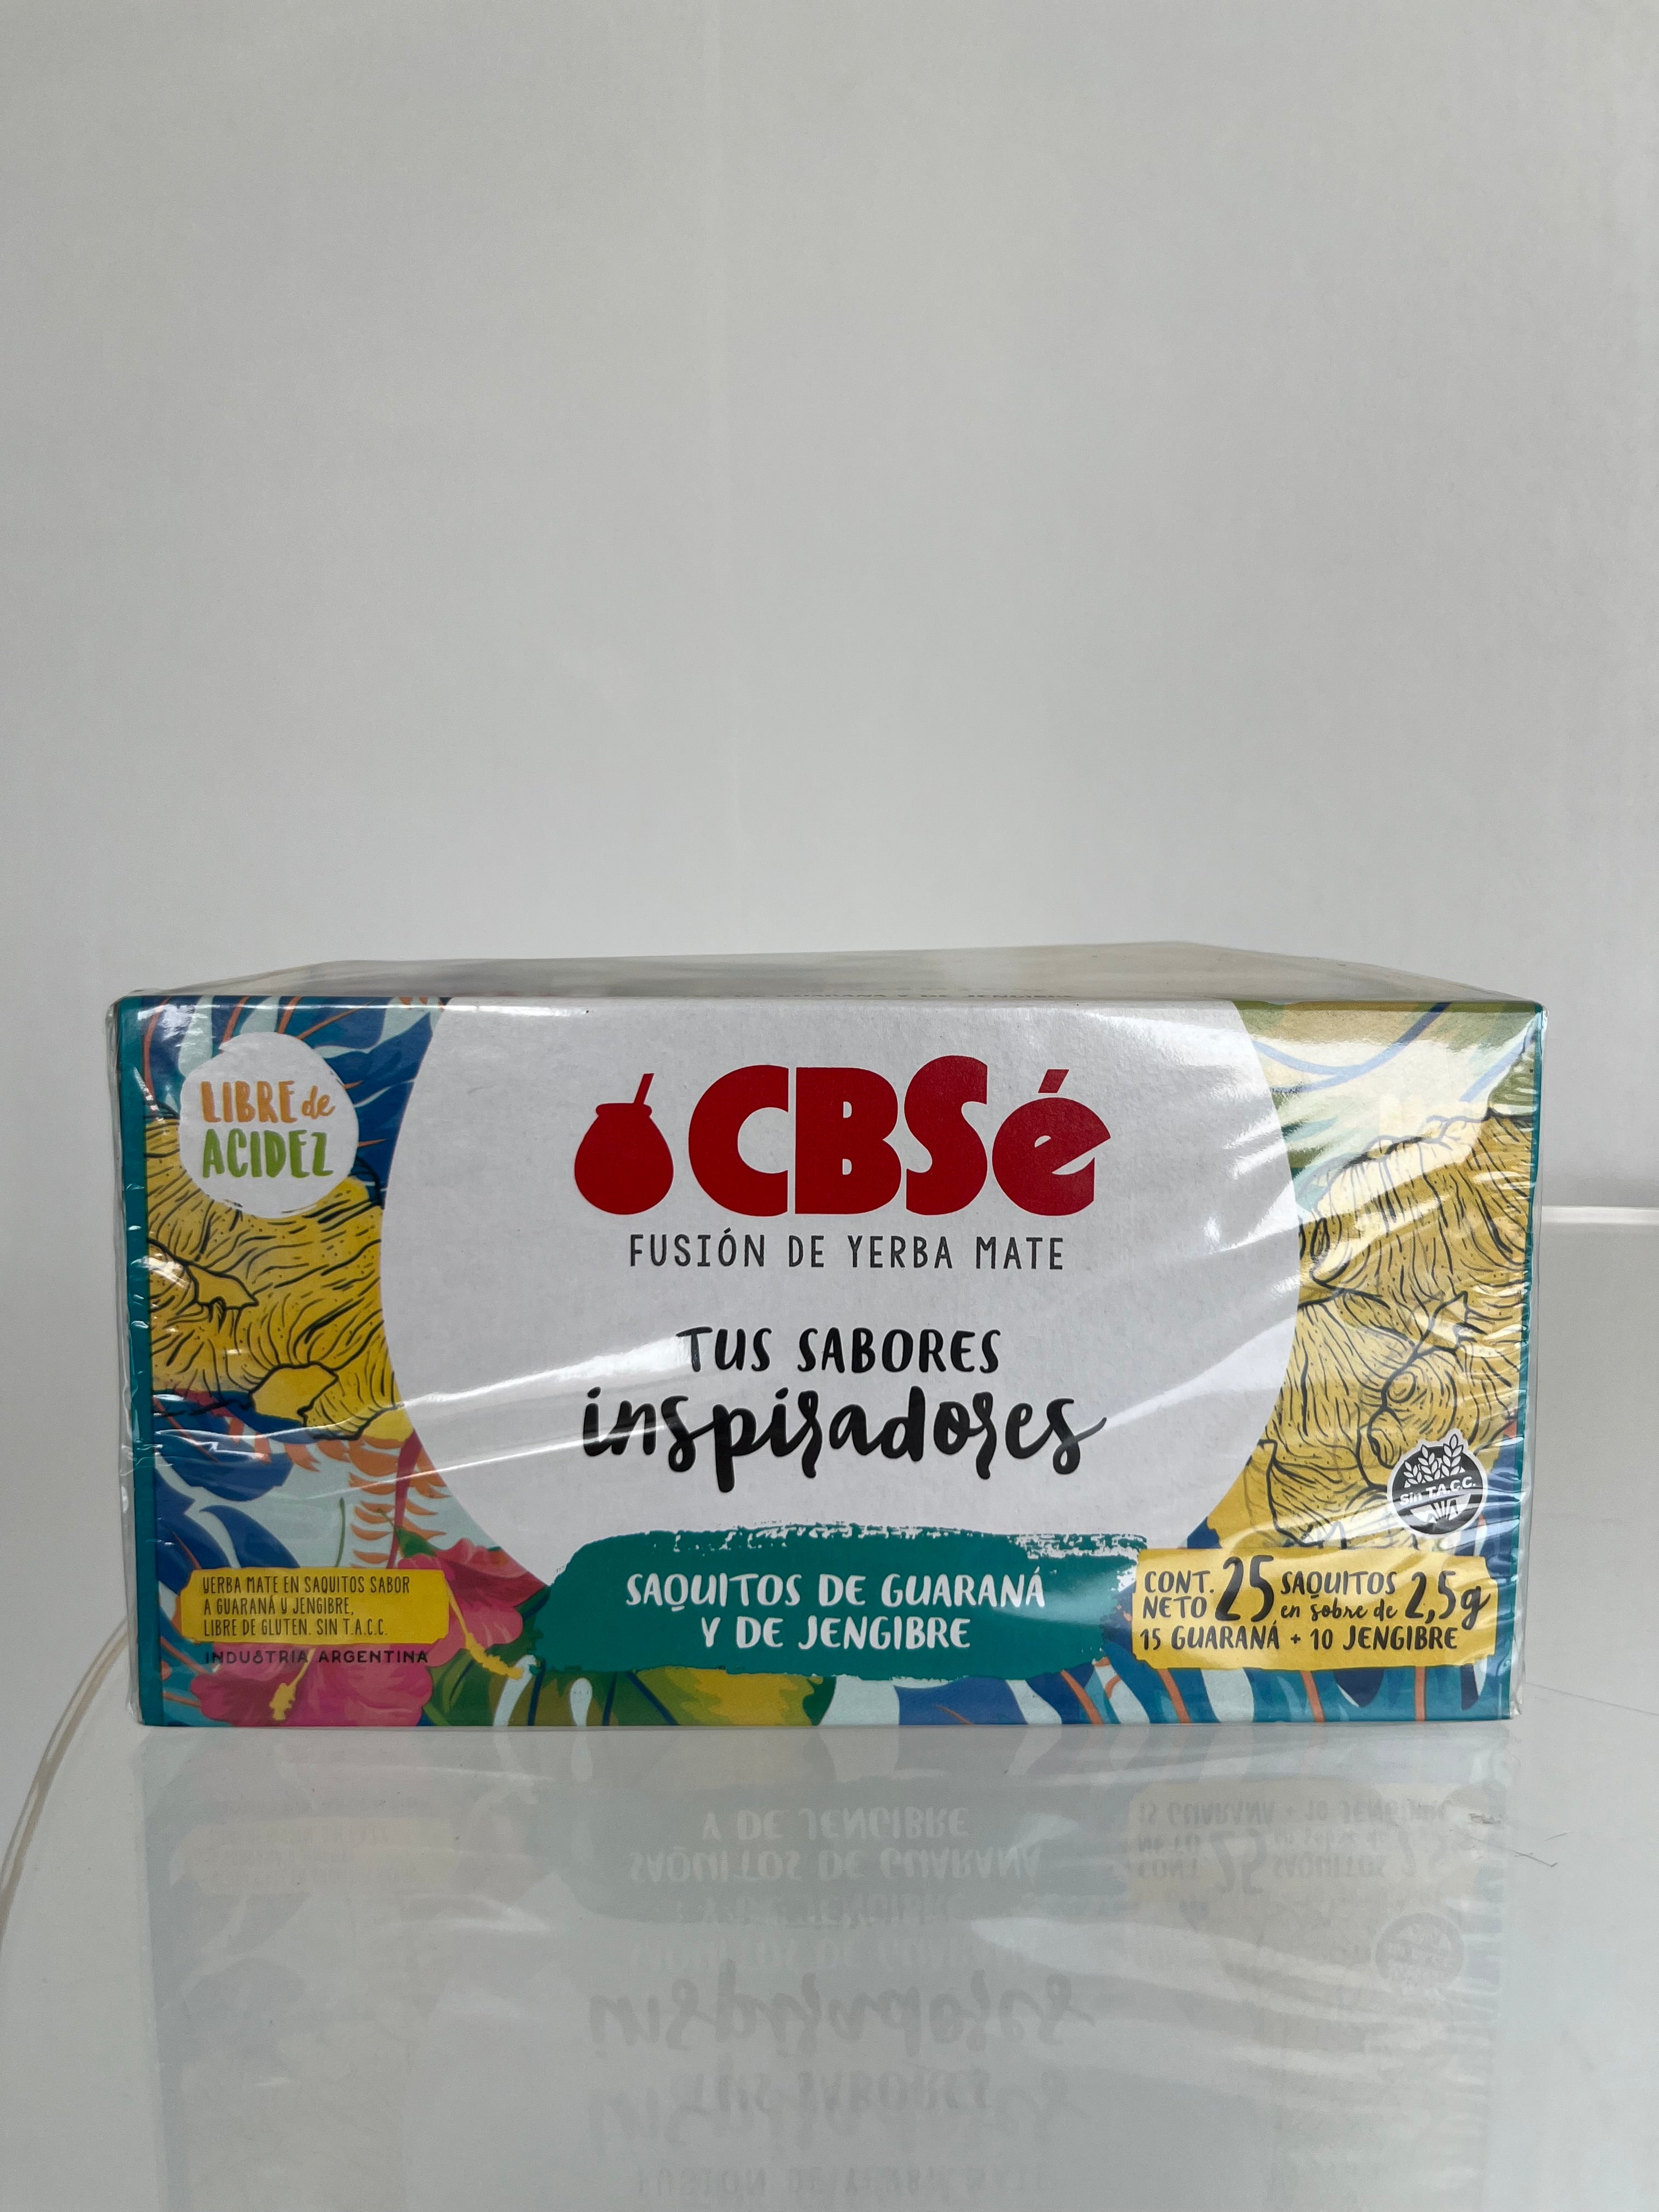 LIBRE de
ACIDEZ
CBSé
FUSIÓN DE YERBA MATE
TUS SABORES
inspiradores
Sin T.A.C.C.
SAQUITOS DE GUARANÁ
Y DE JENGIBRE
YERBA MATE EN SAQUITOS SABOR
A GUARANÁ Y JENGIBRE,
LIBRE DE GLUTEN. SIN T.A.C.C.
INDUSTRIA ARGENTINA
CONT. NETO 25 SAQUITOS en sobre de 2,5g
15 GUARANÁ + 10 JENGIBRE